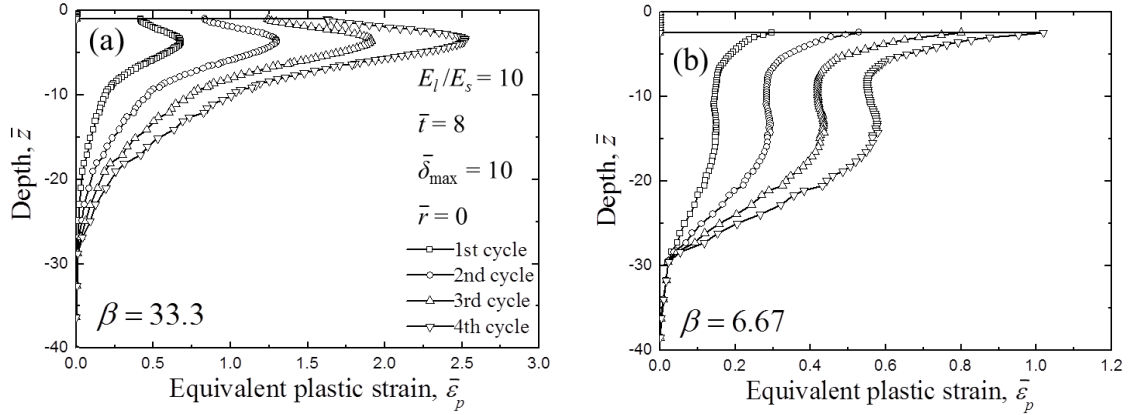 (a)
0
-10
-20
-30
-40
Depth, z̄
E_l/E_s = 10
t̄ = 8
δ̄_max = 10
r̄ = 0
1st cycle
2nd cycle
3rd cycle
4th cycle
β = 33.3
0.0 0.5 1.0 1.5 2.0 2.5 3.0
Equivalent plastic strain, ε̄_p
(b)
0
-10
-20
-30
-40
Depth, z̄
β = 6.67
0.0 0.2 0.4 0.6 0.8 1.0 1.2
Equivalent plastic strain, ε̄_p